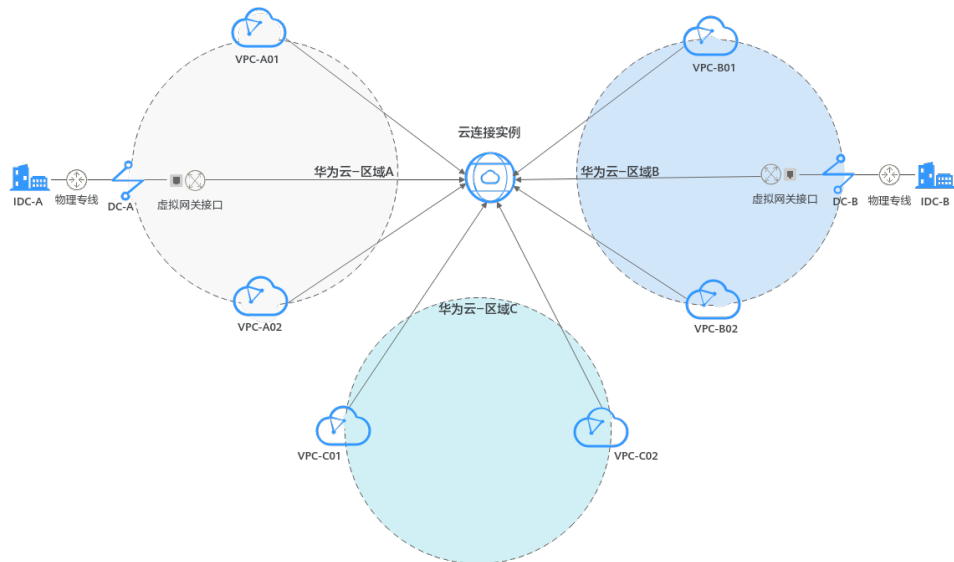 VPC-A01
VPC-B01
云连接实例
华为云–区域A
华为云–区域B
IDC-A
物理专线
DC-A
虚拟网关接口
虚拟网关接口
DC-B
物理专线
IDC-B
华为云–区域C
VPC-A02
VPC-B02
VPC-C01
VPC-C02